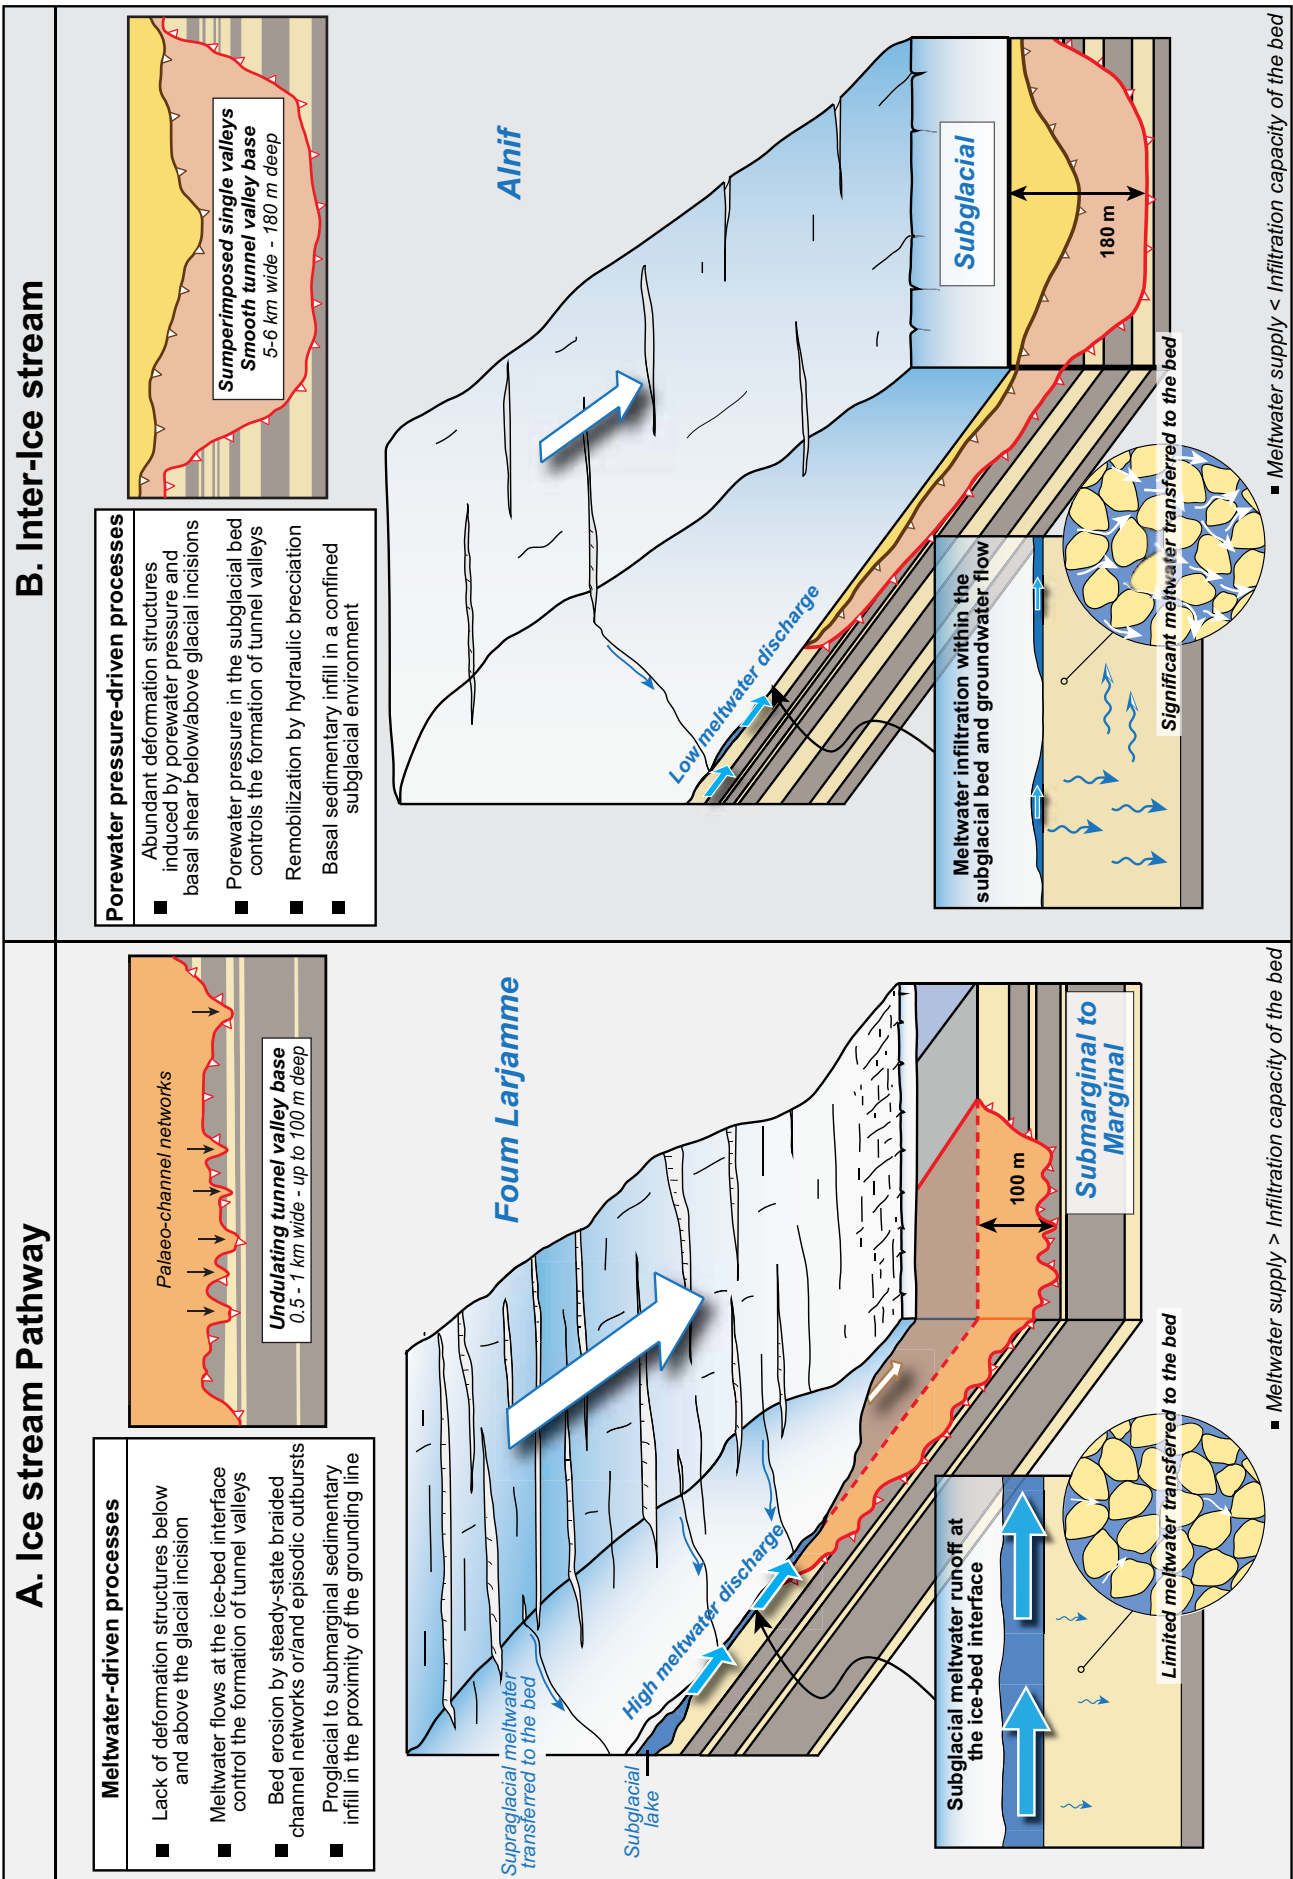 A. Ice stream Pathway
Meltwater-driven processes
■ Lack of deformation structures below
and above the glacial incision
■ Meltwater flows at the ice-bed interface
control the formation of tunnel valleys
■ Bed erosion by steady-state braided
channel networks or/and episodic outbursts
■ Proglacial to submarginal sedimentary
infill in the proximity of the grounding line
Palaeo-channel networks
Undulating tunnel valley base
0.5 - 1 km wide - up to 100 m deep
Foum Larjamme
Supraglacial meltwater
transferred to the bed
Subglacial
lake
High meltwater discharge
100 m
Submarginal to
Marginal
Subglacial meltwater runoff at
the ice-bed interface
Limited meltwater transferred to the bed
■ Meltwater supply > Infiltration capacity of the bed
B. Inter-Ice stream
Porewater pressure-driven processes
■ Abundant deformation structures
induced by porewater pressure and
basal shear below/above glacial incisions
■ Porewater pressure in the subglacial bed
controls the formation of tunnel valleys
■ Remobilization by hydraulic brecciation
■ Basal sedimentary infill in a confined
subglacial environment
Sumperimposed single valleys
Smooth tunnel valley base
5-6 km wide - 180 m deep
Alnif
Low meltwater discharge
Subglacial
180 m
Meltwater infiltration within the
subglacial bed and groundwater flow
Significant meltwater transferred to the bed
■ Meltwater supply < Infiltration capacity of the bed